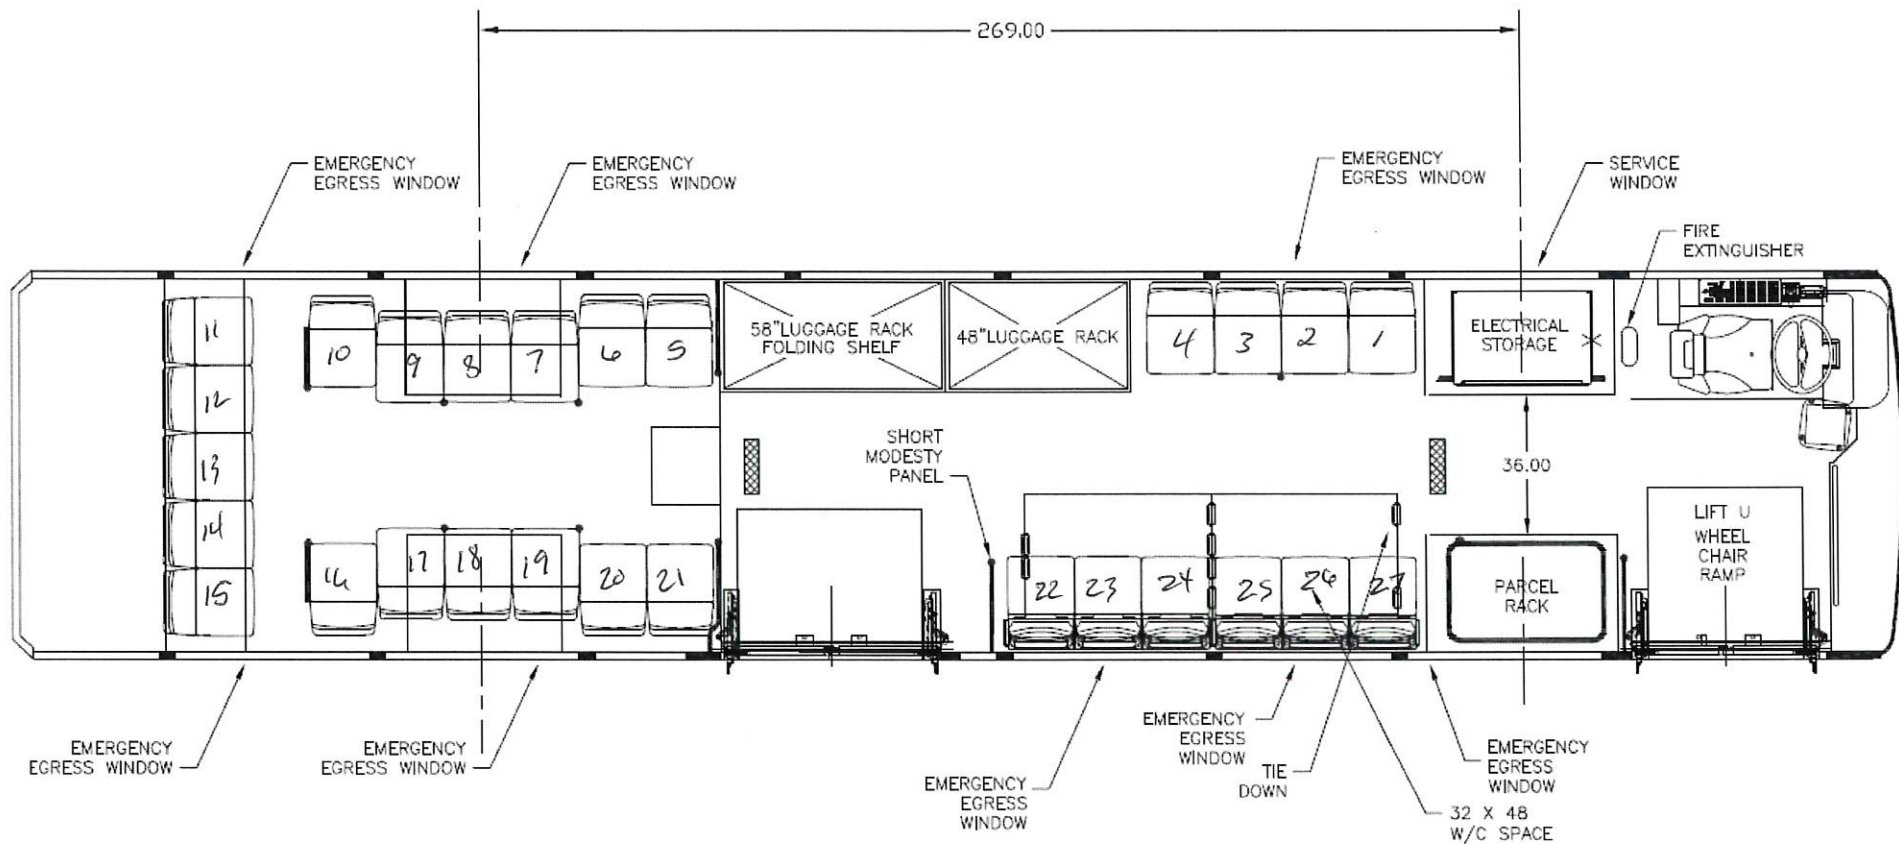 269.00
EMERGENCY
EGRESS WINDOW
EMERGENCY
EGRESS WINDOW
EMERGENCY
EGRESS WINDOW
SERVICE
WINDOW
FIRE
EXTINGUISHER
11
10
9
8
7
6
5
58"LUGGAGE RACK
FOLDING SHELF
48"LUGGAGE RACK
4
3
2
1
ELECTRICAL
STORAGE
12
13
14
15
SHORT
MODESTY
PANEL
36.00
16
17
18
19
20
21
22
23
24
25
26
27
PARCEL
RACK
LIFT U
WHEEL
CHAIR
RAMP
EMERGENCY
EGRESS WINDOW
EMERGENCY
EGRESS WINDOW
EMERGENCY
EGRESS
WINDOW
EMERGENCY
EGRESS
WINDOW
TIE
DOWN
EMERGENCY
EGRESS
WINDOW
32 X 48
W/C SPACE